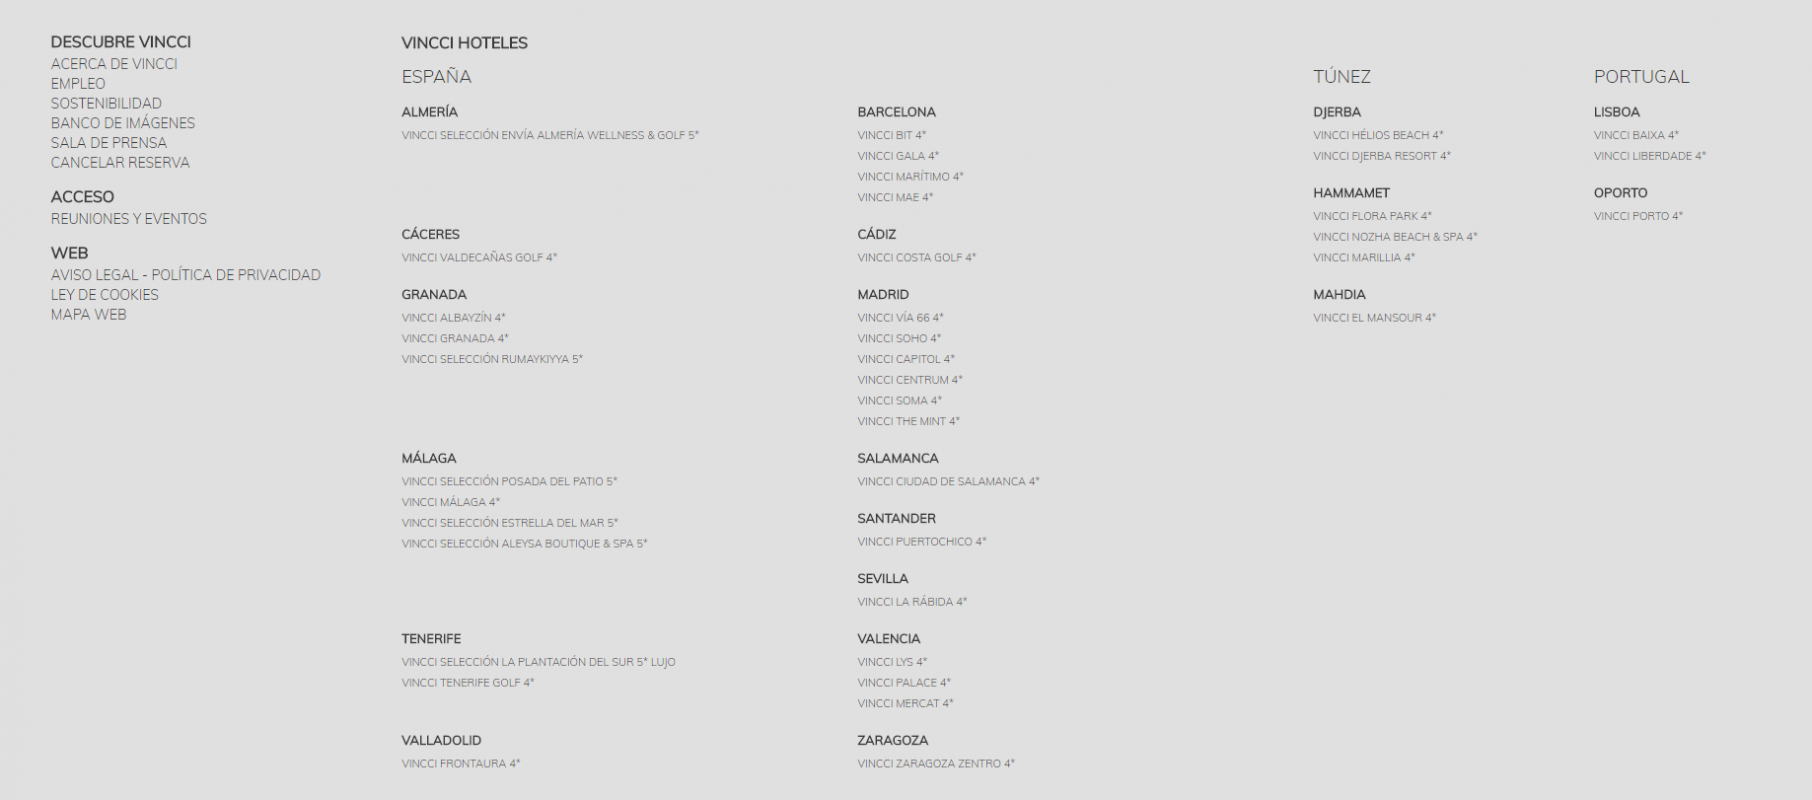 DESCUBRE VINCCI
ACERCA DE VINCCI
EMPLEO
SOSTENIBILIDAD
BANCO DE IMÁGENES
SALA DE PRENSA
CANCELAR RESERVA
ACCESO
REUNIONES Y EVENTOS
WEB
AVISO LEGAL - POLÍTICA DE PRIVACIDAD
LEY DE COOKIES
MAPA WEB
VINCCI HOTELES
ESPAÑA
ALMERÍA
VINCCI SELECCIÓN ENVÍA ALMERÍA WELLNESS & GOLF 5*
CÁCERES
VINCCI VALDECAÑAS GOLF 4*
GRANADA
VINCCI ALBAYZÍN 4*
VINCCI GRANADA 4*
VINCCI SELECCIÓN RUMAYKIYYA 5*
MÁLAGA
VINCCI SELECCIÓN POSADA DEL PATIO 5*
VINCCI MÁLAGA 4*
VINCCI SELECCIÓN ESTRELLA DEL MAR 5*
VINCCI SELECCIÓN ALEYSA BOUTIQUE & SPA 5*
TENERIFE
VINCCI SELECCIÓN LA PLANTACIÓN DEL SUR 5* LUJO
VINCCI TENERIFE GOLF 4*
VALLADOLID
VINCCI FRONTAURA 4*
BARCELONA
VINCCI BIT 4*
VINCCI GALA 4*
VINCCI MARÍTIMO 4*
VINCCI MAE 4*
CÁDIZ
VINCCI COSTA GOLF 4*
MADRID
VINCCI VÍA 66 4*
VINCCI SOHO 4*
VINCCI CAPITOL 4*
VINCCI CENTRUM 4*
VINCCI SOMA 4*
VINCCI THE MINT 4*
SALAMANCA
VINCCI CIUDAD DE SALAMANCA 4*
SANTANDER
VINCCI PUERTOCHICO 4*
SEVILLA
VINCCI LA RÁBIDA 4*
VALENCIA
VINCCI LYS 4*
VINCCI PALACE 4*
VINCCI MERCAT 4*
ZARAGOZA
VINCCI ZARAGOZA ZENTRO 4*
TÚNEZ
DJERBA
VINCCI HÉLIOS BEACH 4*
VINCCI DJERBA RESORT 4*
HAMMAMET
VINCCI FLORA PARK 4*
VINCCI NOZHA BEACH & SPA 4*
VINCCI MARILLIA 4*
MAHDIA
VINCCI EL MANSOUR 4*
PORTUGAL
LISBOA
VINCCI BAIXA 4*
VINCCI LIBERDADE 4*
OPORTO
VINCCI PORTO 4*